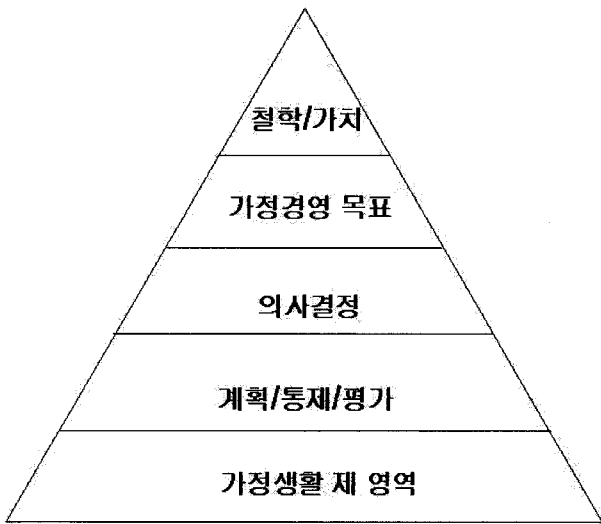 철학/가치
가정경영 목표
의사결정
계획/통제/평가
가정생활 제 영역